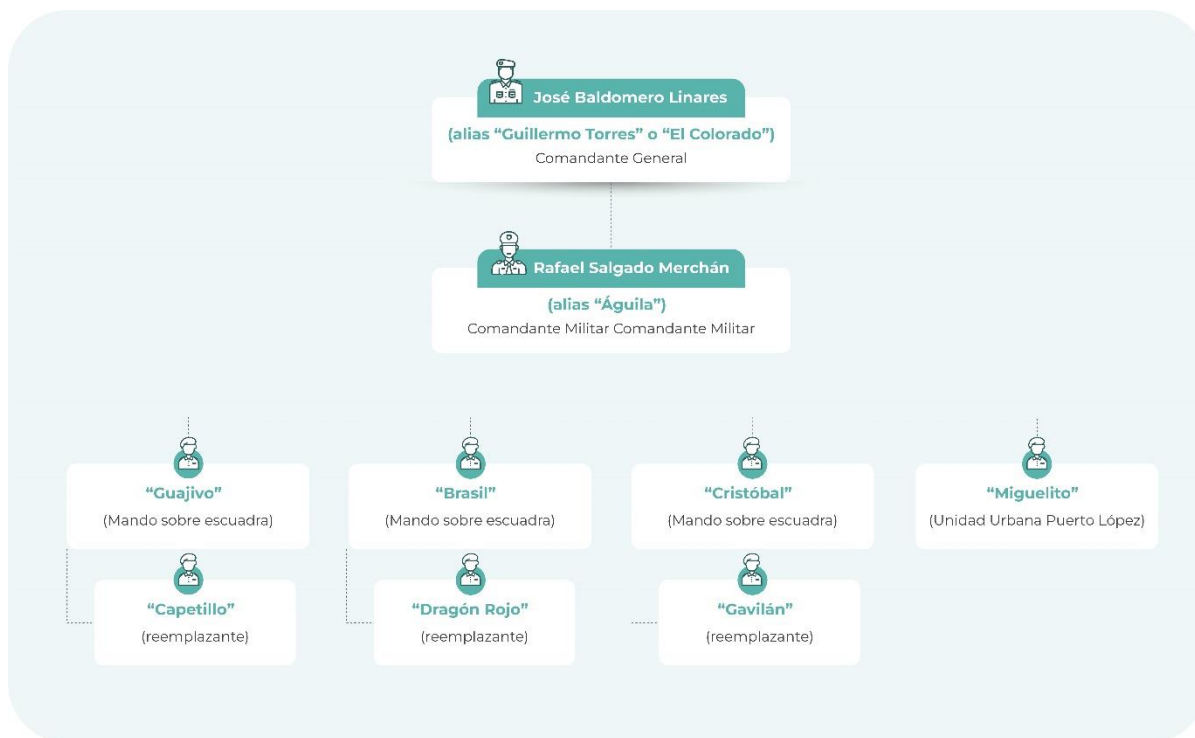 José Baldomero Linares
(alias “Guillermo Torres” o “El Colorado”)
Comandante General
Rafael Salgado Merchán
(alias “Águila”)
Comandante Militar Comandante Militar
“Guajivo”
(Mando sobre escuadra)
“Brasil”
(Mando sobre escuadra)
“Cristóbal”
(Mando sobre escuadra)
“Miguelito”
(Unidad Urbana Puerto López)
“Capetillo”
(reemplazante)
“Dragón Rojo”
(reemplazante)
“Gavilán”
(reemplazante)